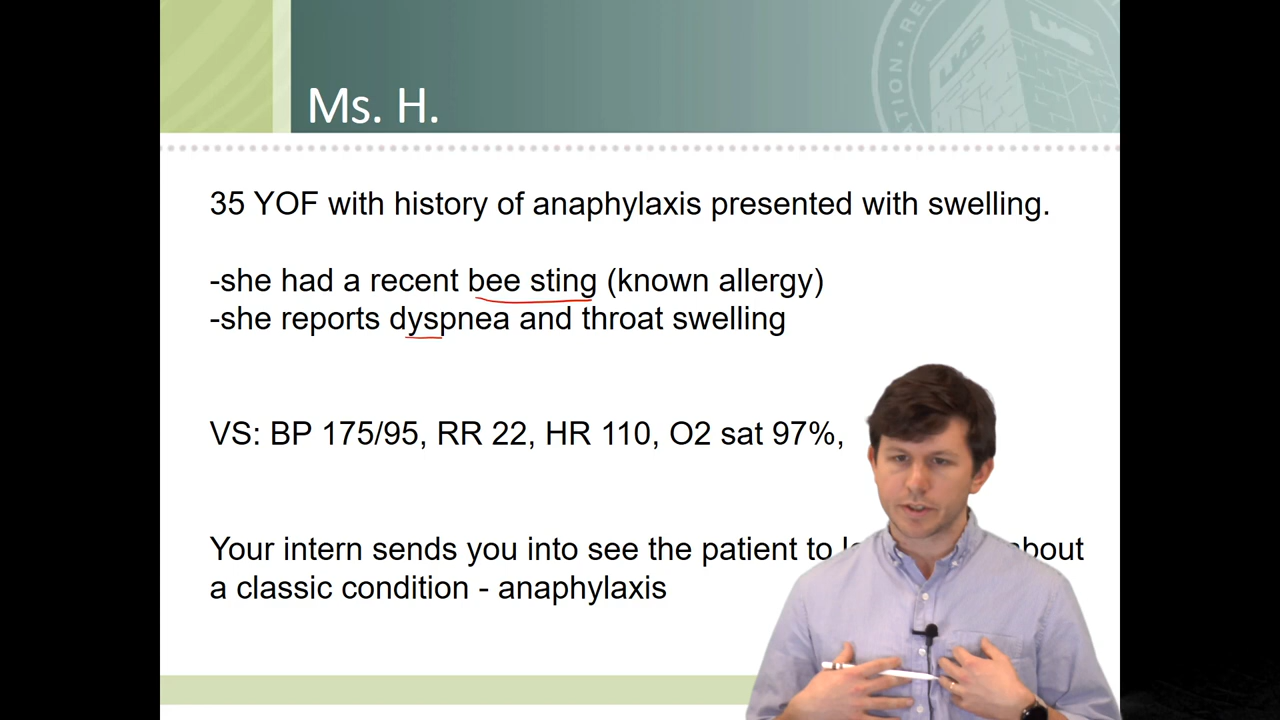 Ms. H.
35 YOF with history of anaphylaxis presented with swelling.
-she had a recent bee sting (known allergy)
-she reports dyspnea and throat swelling
VS: BP 175/95, RR 22, HR 110, O2 sat 97%,
Your intern sends you into see the patient to about
a classic condition - anaphylaxis